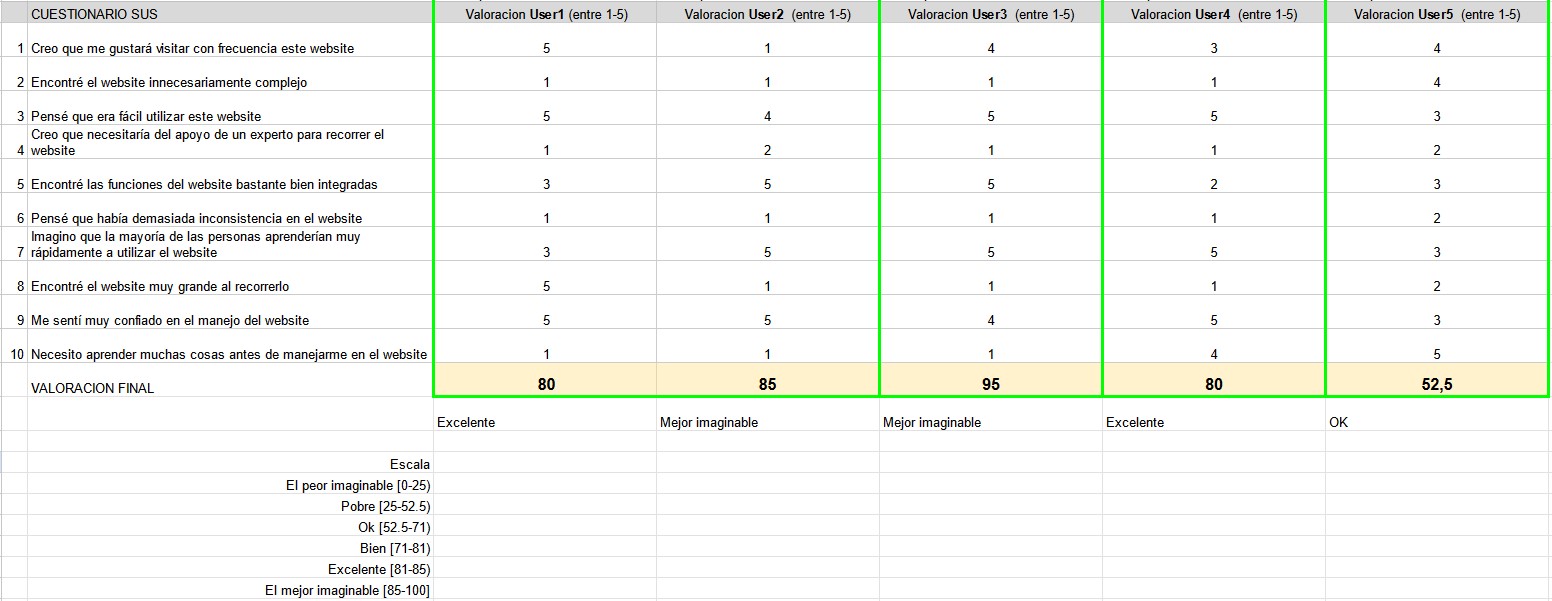 CUESTIONARIO SUS Valoracion User1 (entre 1-5) Valoracion User2 (entre 1-5) Valoracion User3 (entre 1-5) Valoracion User4 (entre 1-5) Valoracion User5 (entre 1-5)
1 Creo que me gustará visitar con frecuencia este website 5 1 4 3 4
2 Encontré el website innecesariamente complejo 1 1 1 1 4
3 Pensé que era fácil utilizar este website 5 4 5 5 3
4 Creo que necesitaría del apoyo de un experto para recorrer el
website 1 2 1 1 2
5 Encontré las funciones del website bastante bien integradas 3 5 5 2 3
6 Pensé que había demasiada inconsistencia en el website 1 1 1 1 2
7 Imagino que la mayoría de las personas aprenderían muy
rápidamente a utilizar el website 3 5 5 5 3
8 Encontré el website muy grande al recorrerlo 5 1 1 1 2
9 Me sentí muy confiado en el manejo del website 5 5 4 5 3
10 Necesito aprender muchas cosas antes de manejarme en el website 1 1 1 4 5
VALORACION FINAL 80 85 95 80 52,5
Excelente Mejor imaginable Mejor imaginable Excelente OK
Escala
El peor imaginable [0-25)
Pobre [25-52.5)
Ok [52.5-71)
Bien [71-81)
Excelente [81-85)
El mejor imaginable [85-100]